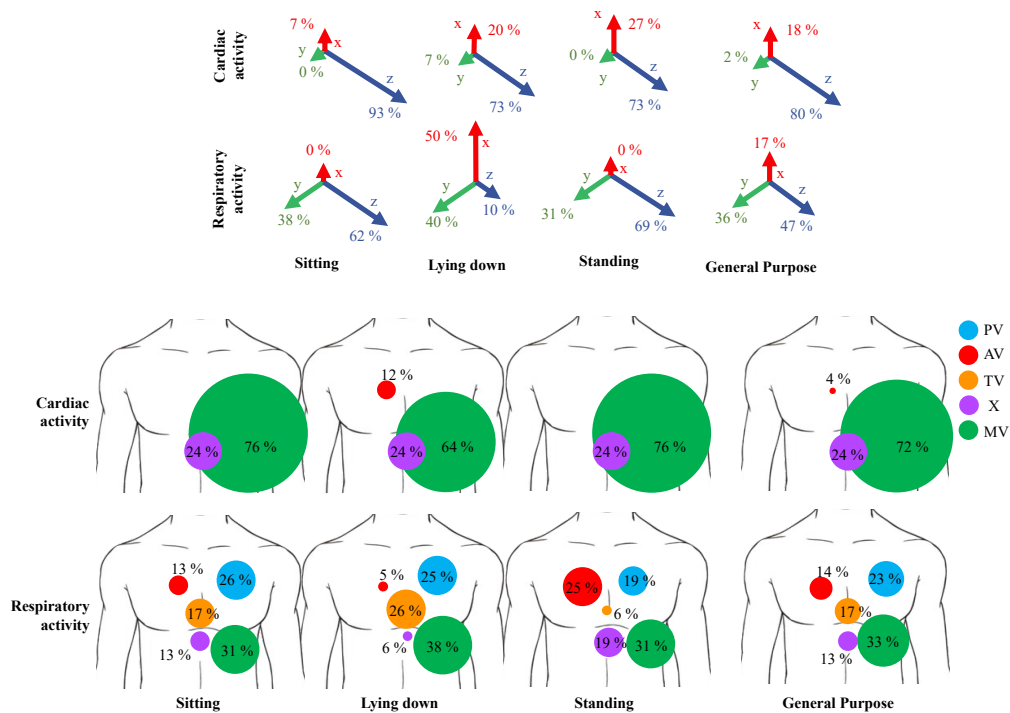 Cardiac
activity
7 %
x
y
0 %
z
93 %
x
20 %
7 %
y
z
73 %
x
27 %
0 %
y
z
73 %
x
18 %
2 %
y
z
80 %
Respiratory
activity
0 %
x
y
z
38 %
62 %
50 %
x
y
z
40 %
10 %
0 %
x
y
z
31 %
69 %
17 %
x
y
z
36 %
47 %
Sitting
Lying down
Standing
General Purpose
PV
AV
TV
X
MV
Cardiac
activity
24 %
76 %
12 %
24 %
64 %
24 %
76 %
4 %
24 %
72 %
Respiratory
activity
13 %
26 %
17 %
13 %
31 %
5 %
25 %
26 %
6 %
38 %
25 %
19 %
6 %
19 %
31 %
14 %
23 %
17 %
13 %
33 %
Sitting
Lying down
Standing
General Purpose